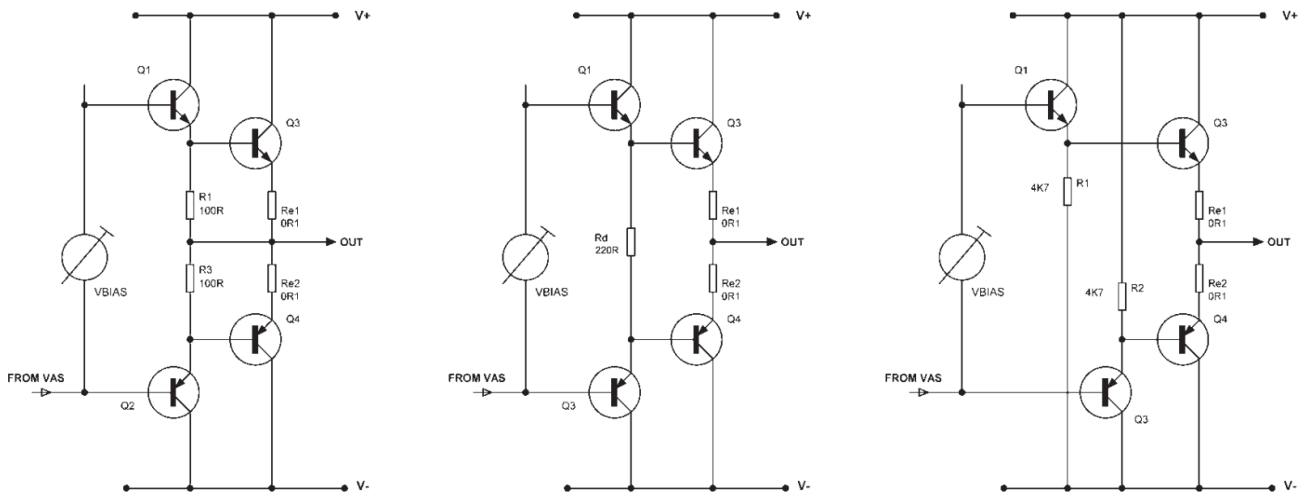 V+
Q1
Q3
R1
100R
Re1
0R1
OUT
R3
100R
Re2
0R1
VBIAS
Q4
FROM VAS
Q2
V-
V+
Q1
Q3
Re1
0R1
Rd
220R
OUT
Re2
0R1
VBIAS
Q4
FROM VAS
Q3
V-
V+
Q1
Q3
4K7
R1
Re1
0R1
OUT
VBIAS
4K7
R2
Re2
0R1
Q4
FROM VAS
Q3
V-